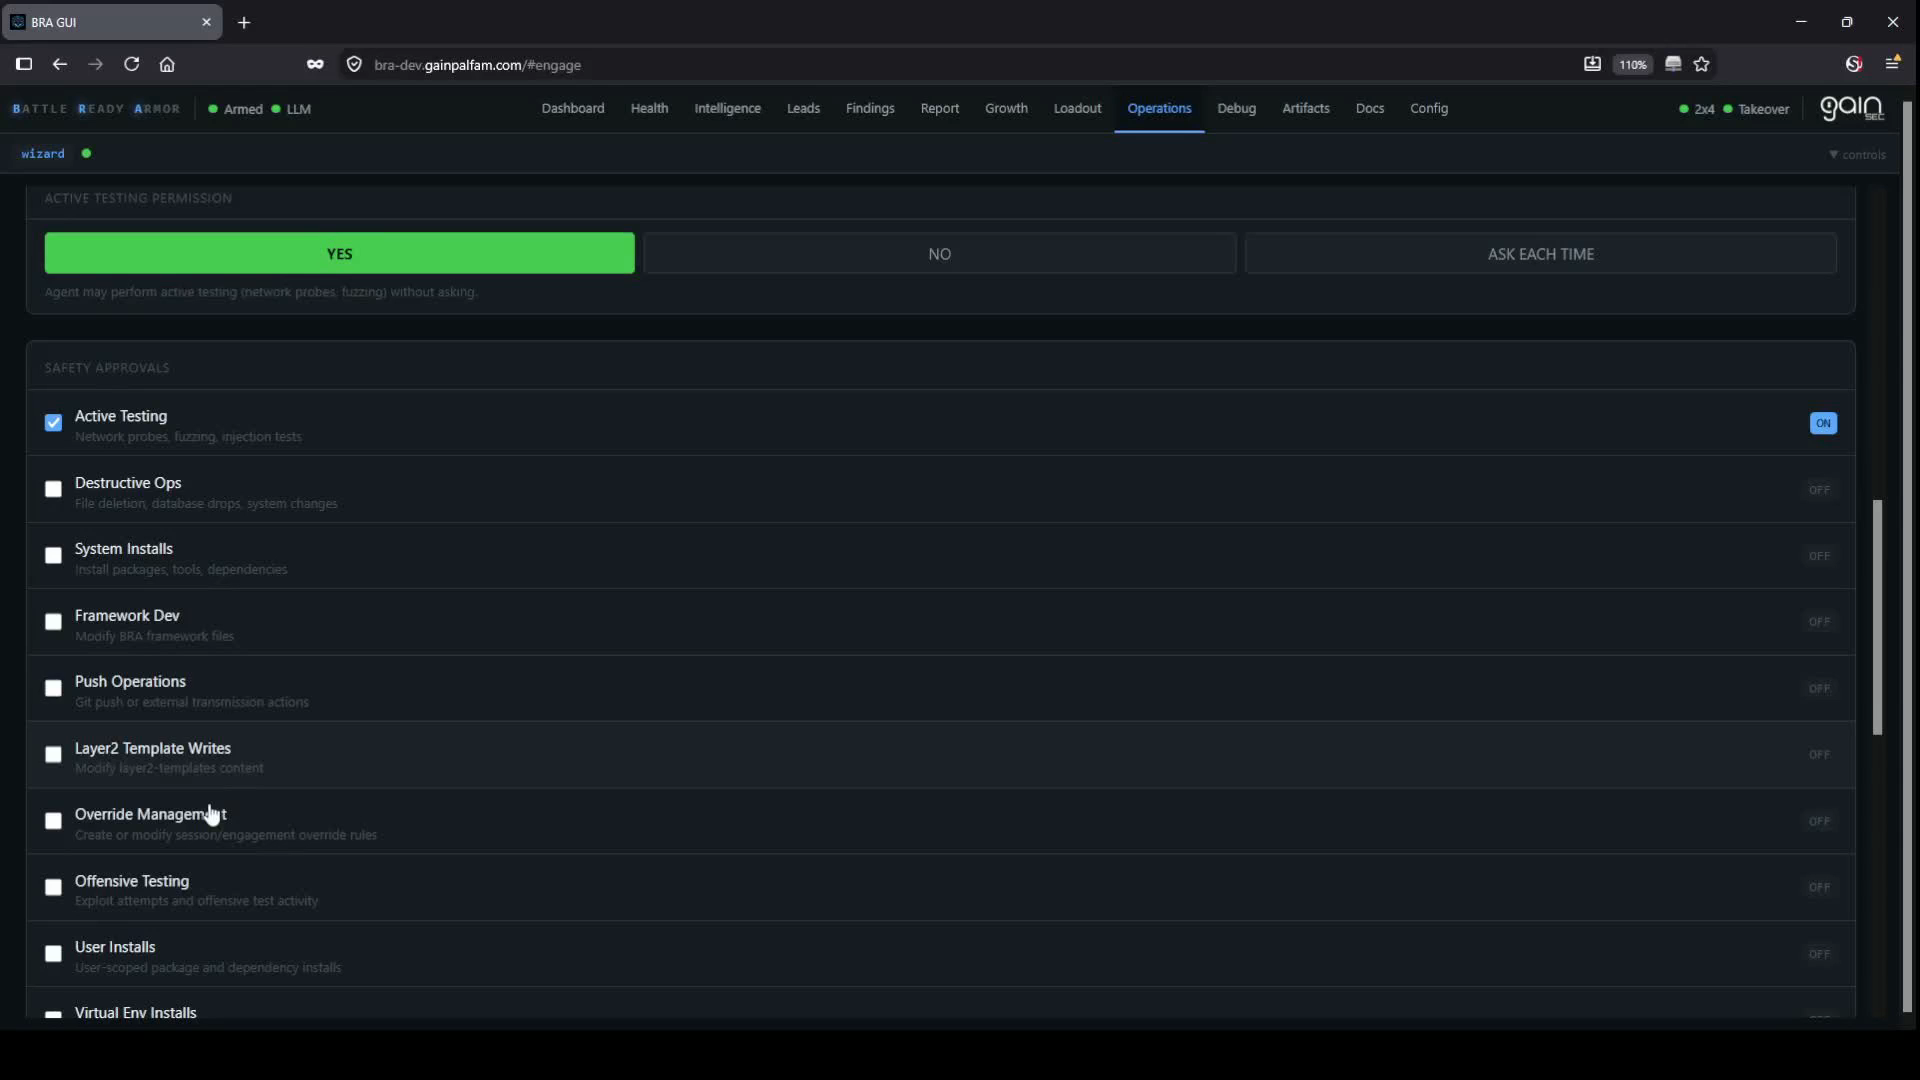 BRA GUI
bra-dev.gainpalfam.com/#engage
110%
BATTLE READY ARMOR
Armed
LLM
Dashboard
Health
Intelligence
Leads
Findings
Report
Growth
Loadout
Operations
Debug
Artifacts
Docs
Config
2x4
Takeover
gain SEC
wizard
controls
ACTIVE TESTING PERMISSION
YES
NO
ASK EACH TIME
Agent may perform active testing (network probes, fuzzing) without asking.
SAFETY APPROVALS
Active Testing
Network probes, fuzzing, injection tests
ON
Destructive Ops
File deletion, database drops, system changes
OFF
System Installs
Install packages, tools, dependencies
OFF
Framework Dev
Modify BRA framework files
OFF
Push Operations
Git push or external transmission actions
OFF
Layer2 Template Writes
Modify layer2-templates content
OFF
Override Management
Create or modify session/engagement override rules
OFF
Offensive Testing
Exploit attempts and offensive test activity
OFF
User Installs
User-scoped package and dependency installs
OFF
Virtual Env Installs